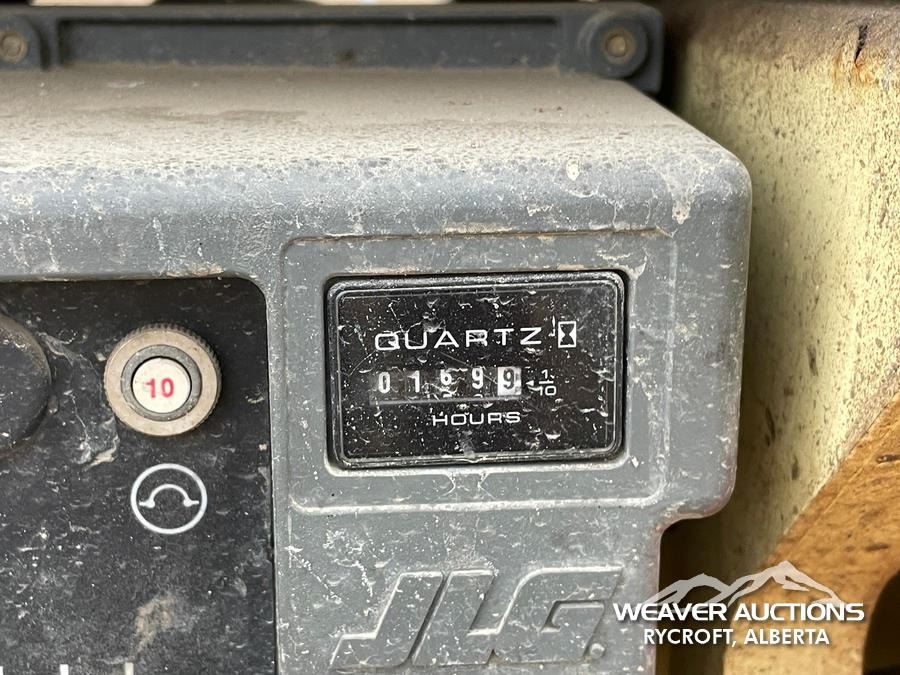 QUARTZ
01699 1/10
HOURS
10
JLG.
WEAVER AUCTIONS
RYCROFT, ALBERTA